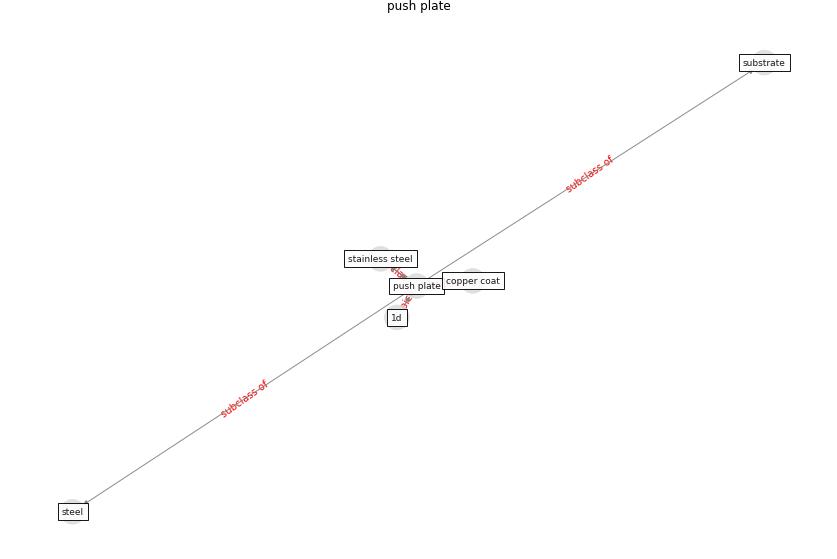 push plate
substrate
subclass of
stainless steel
copper coat
push plate
1d
subclass of
steel